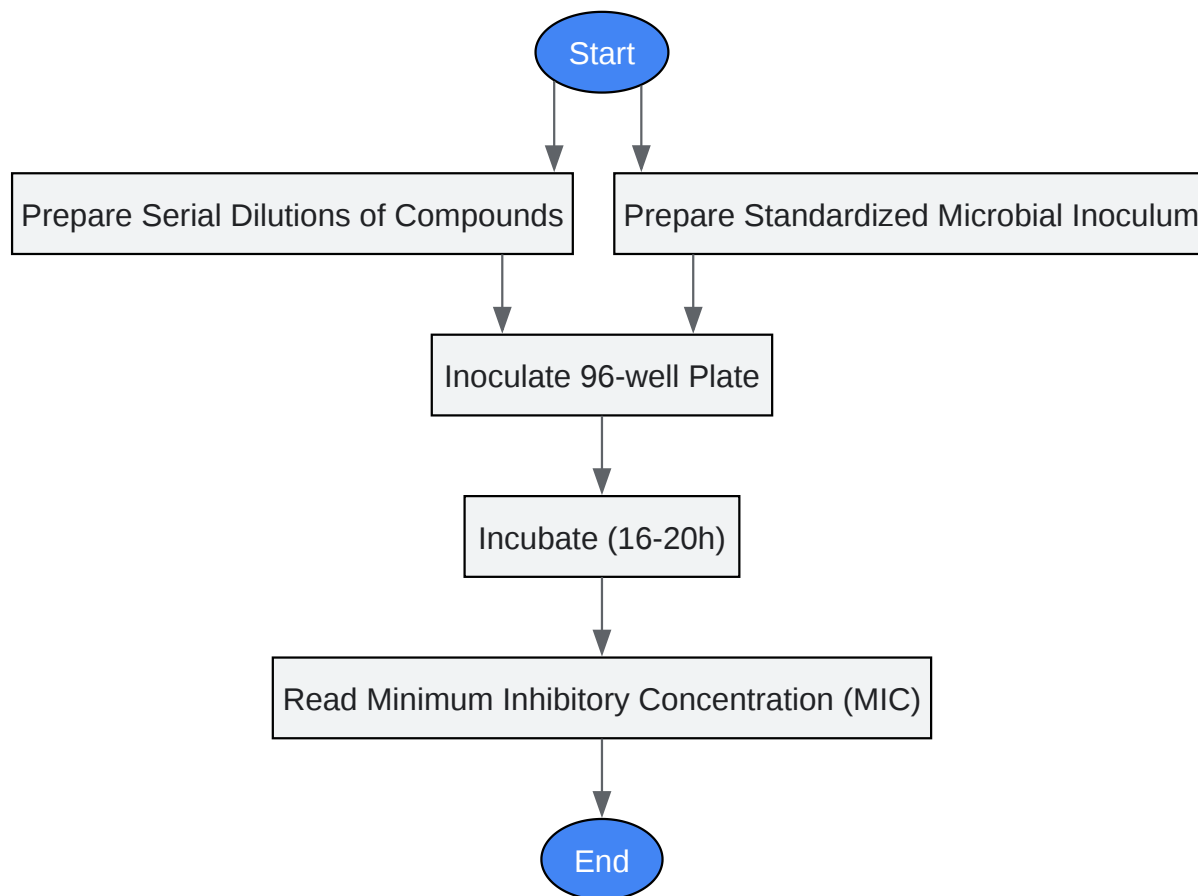 Start
Prepare Serial Dilutions of Compounds
Prepare Standardized Microbial Inoculum
Inoculate 96-well Plate
Incubate (16-20h)
Read Minimum Inhibitory Concentration (MIC)
End